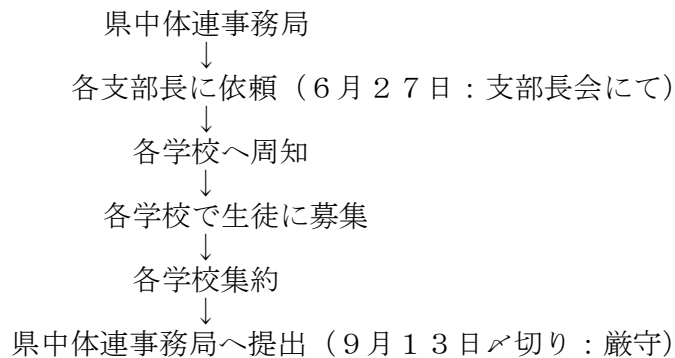 県中体連事務局
↓
各支部長に依頼（６月２７日：支部長会にて）
↓
各学校へ周知
↓
各学校で生徒に募集
↓
各学校集約
↓
県中体連事務局へ提出（９月１３日〆切り：厳守）